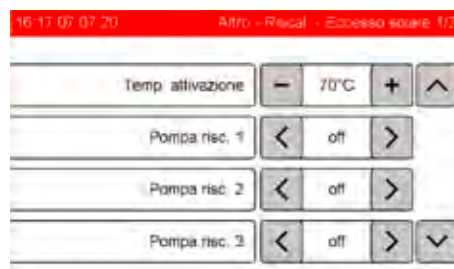 16:17 07.07.20 Altro - Riscal. - Eccesso solare 1/2
Temp. attivazione − 70°C +
Pompa risc. 1 off
Pompa risc. 2 off
Pompa risc. 3 off